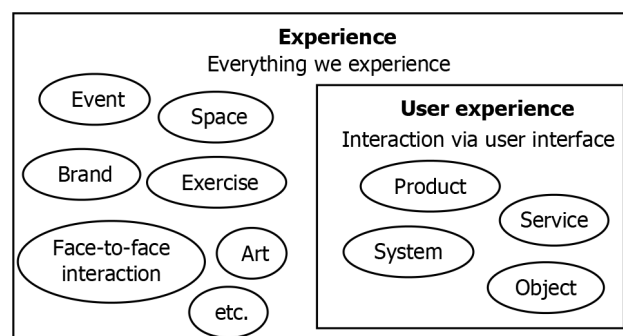 Experience
Everything we experience
Event
Space
Brand
Exercise
Face-to-face
interaction
Art
etc.
User experience
Interaction via user interface
Product
Service
System
Object